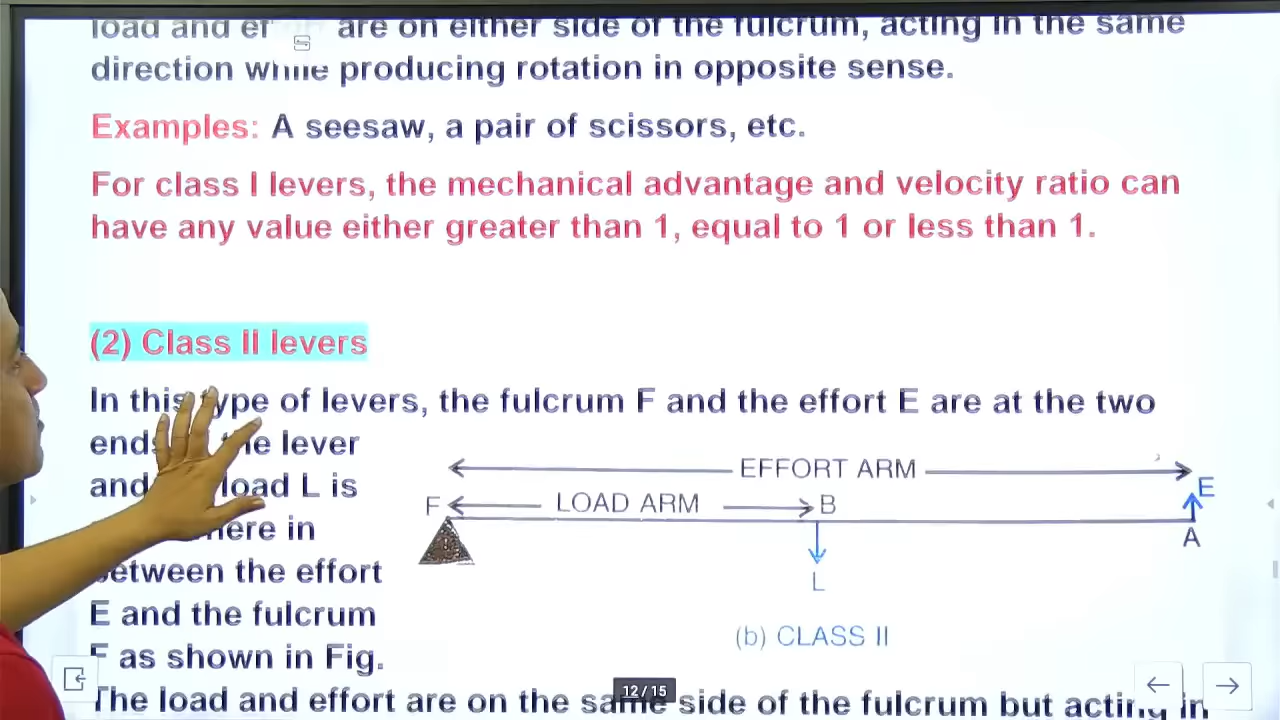 load and are on either side of the fulcrum, acting in the same
direction while producing rotation in opposite sense.
Examples: A seesaw, a pair of scissors, etc.
For class I levers, the mechanical advantage and velocity ratio can
have any value either greater than 1, equal to 1 or less than 1.
(2) Class II levers
In this type of levers, the fulcrum F and the effort E are at the two
ends the lever
and load L is
in
between the effort
E and the fulcrum
F as shown in Fig.
EFFORT ARM
F LOAD ARM B
E
A
L
(b) CLASS II
12 / 15
The load and effort are on the same side of the fulcrum but acting in